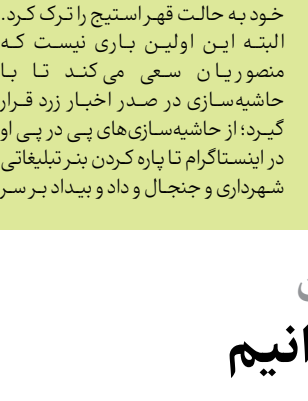 خود به حالت قهر استیج را ترک کرد.
البته این اولین باری نیست که
منصوریان سعی می‌کند تا با
حاشیه‌سازی در صدر اخبار زرد قرار
گیرد؛ از حاشیه‌سازی‌های پی در پی او
در اینستاگرام تا پاره کردن بنر تبلیغاتی
شهرداری و جنجال و داد و بیداد بر سر